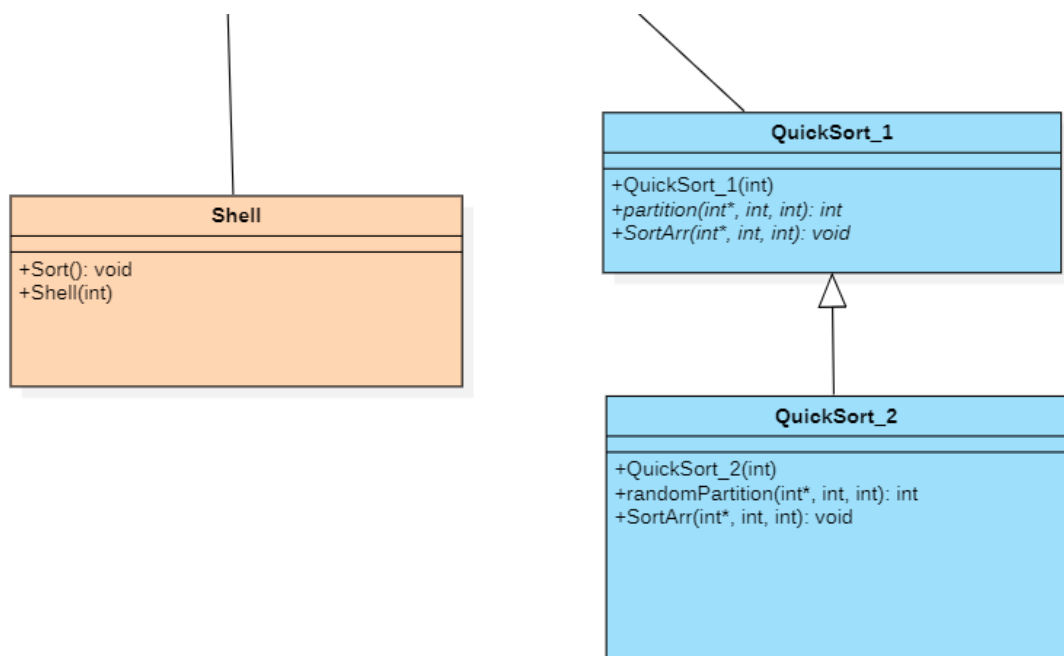 Shell
+Sort(): void
+Shell(int)
QuickSort_1
+QuickSort_1(int)
+partition(int*, int, int): int
+SortArr(int*, int, int): void
QuickSort_2
+QuickSort_2(int)
+randomPartition(int*, int, int): int
+SortArr(int*, int, int): void